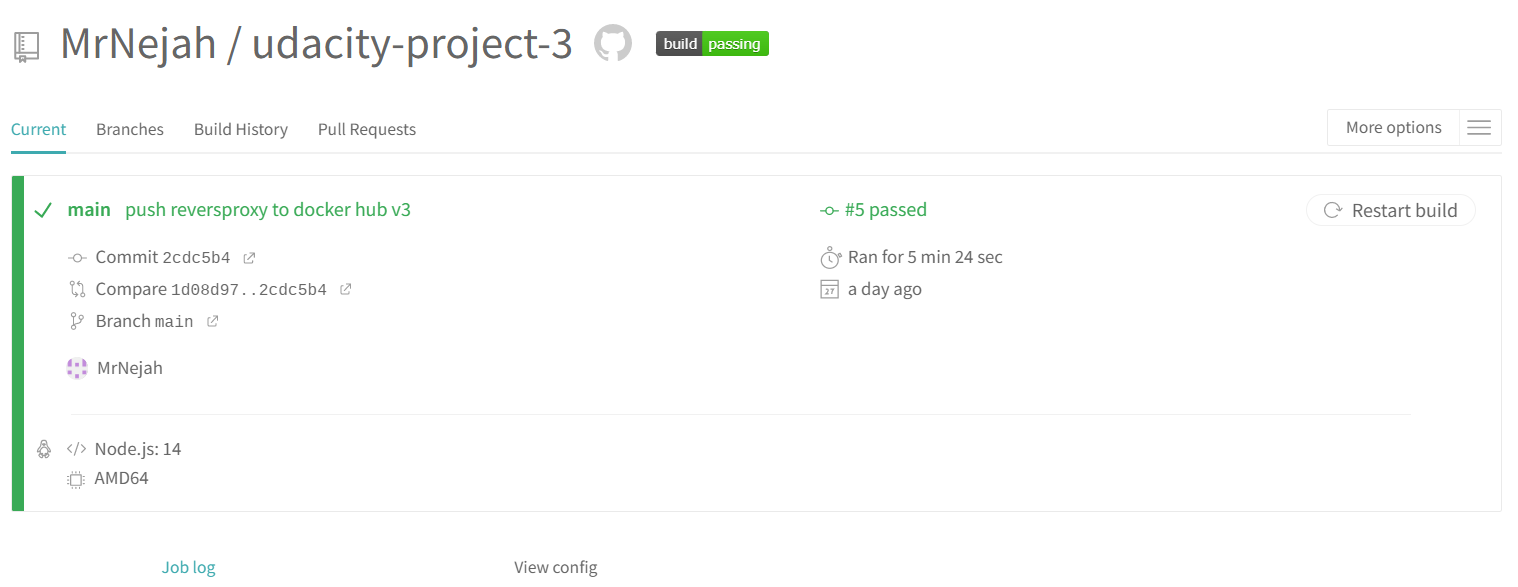 MrNejah / udacity-project-3 build passing
Current Branches Build History Pull Requests More options
main push reversproxy to docker hub v3 #5 passed Restart build
Commit 2cdc5b4 Ran for 5 min 24 sec
Compare 1d08d97..2cdc5b4 27 a day ago
Branch main
MrNejah
</> Node.js: 14
AMD64
Job log View config